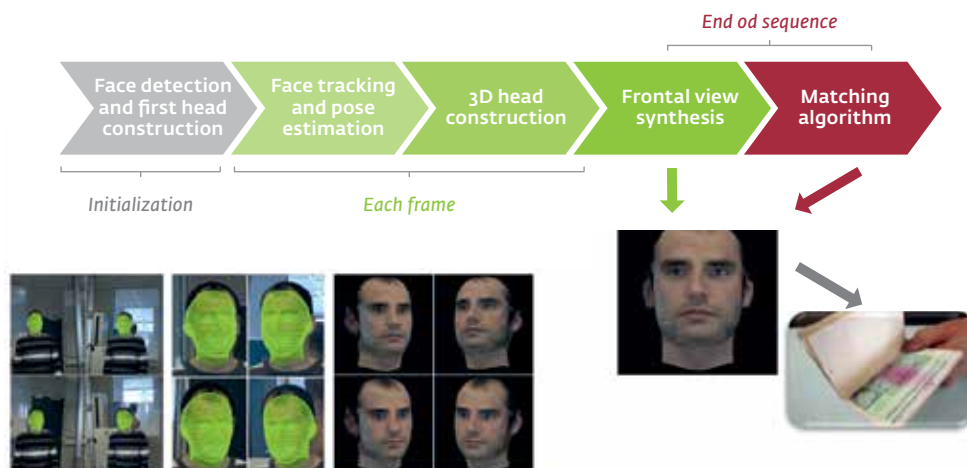 End od sequence
Face detection
and first head
construction
Face tracking
and pose
estimation
3D head
construction
Frontal view
synthesis
Matching
algorithm
Initialization
Each frame